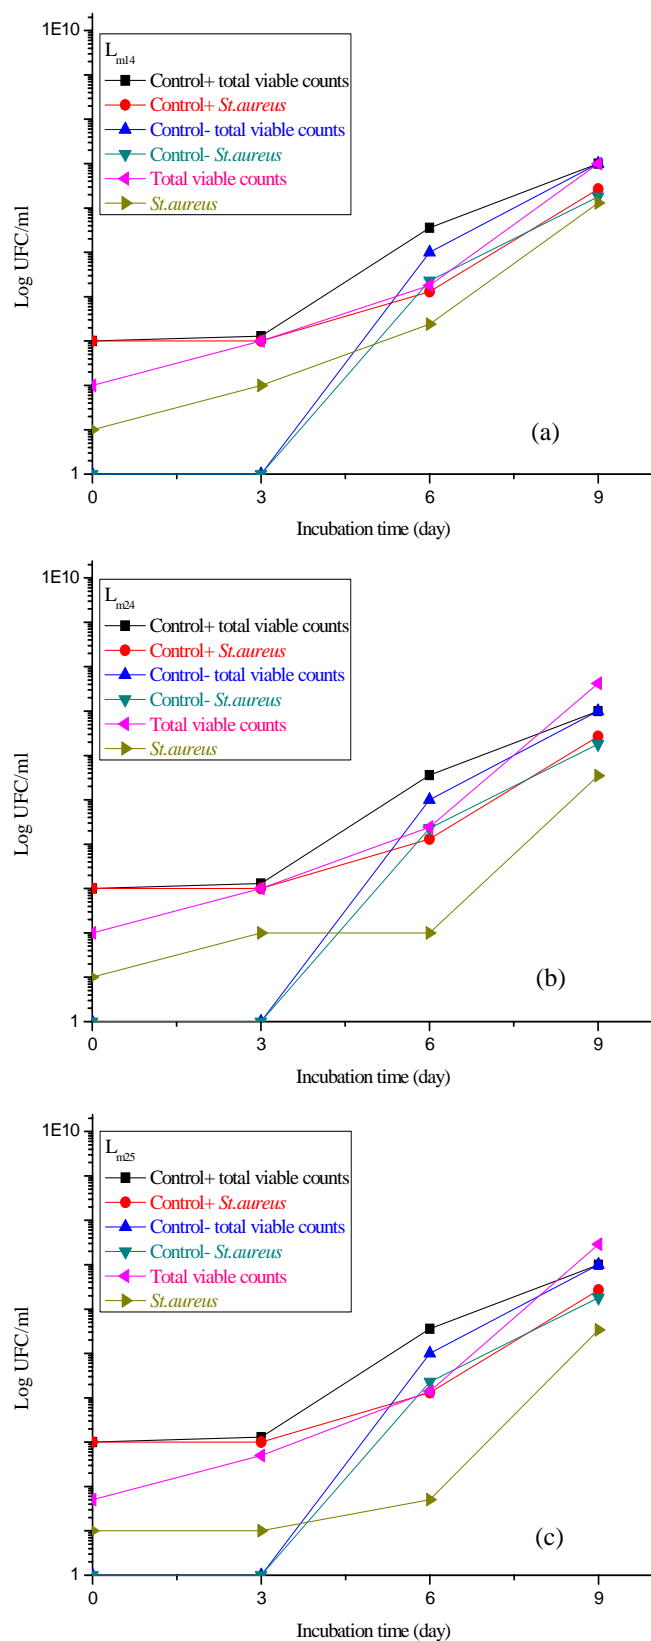 1E10
L_m14
Control+ total viable counts
Control+ St.aureus
Control- total viable counts
Control- St.aureus
Total viable counts
St.aureus
Log UFC/ml
(a)
1
0 3 6 9
Incubation time (day)
1E10
L_m24
Control+ total viable counts
Control+ St.aureus
Control- total viable counts
Control- St.aureus
Total viable counts
St.aureus
Log UFC/ml
(b)
1
0 3 6 9
Incubation time (day)
1E10
L_m25
Control+ total viable counts
Control+ St.aureus
Control- total viable counts
Control- St.aureus
Total viable counts
St.aureus
Log UFC/ml
(c)
1
0 3 6 9
Incubation time (day)